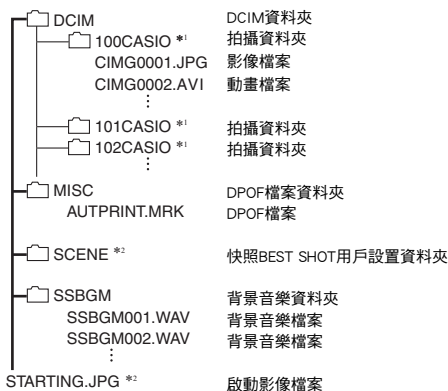 DCIM DCIM資料夾
100CASIO *1 拍攝資料夾
CIMG0001.JPG 影像檔案
CIMG0002.AVI 動畫檔案
⋮
101CASIO *1 拍攝資料夾
102CASIO *1 拍攝資料夾
⋮
MISC DPOF檔案資料夾
AUTPRINT.MRK DPOF檔案
SCENE *2 快照BEST SHOT用戶設置資料夾
SSBGM 背景音樂資料夾
SSBGM001.WAV 背景音樂檔案
SSBGM002.WAV 背景音樂檔案
⋮
STARTING.JPG *2 啟動影像檔案